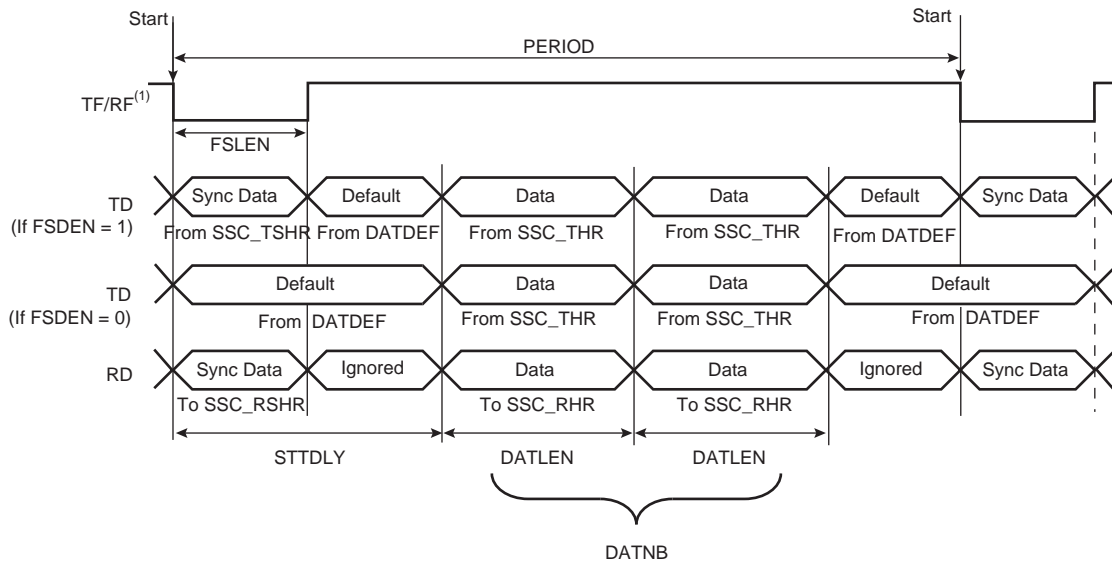 Start
Start
PERIOD
TF/RF(1)
FSLEN
TD
(If FSDEN = 1)
Sync Data
Default
Data
Data
Default
Sync Data
From SSC_TSHR
From DATDEF
From SSC_THR
From SSC_THR
From DATDEF
TD
(If FSDEN = 0)
Default
Data
Data
Default
From DATDEF
From SSC_THR
From SSC_THR
From DATDEF
RD
Sync Data
Ignored
Data
Data
Ignored
Sync Data
To SSC_RSHR
To SSC_RHR
To SSC_RHR
STTDLY
DATLEN
DATLEN
DATNB